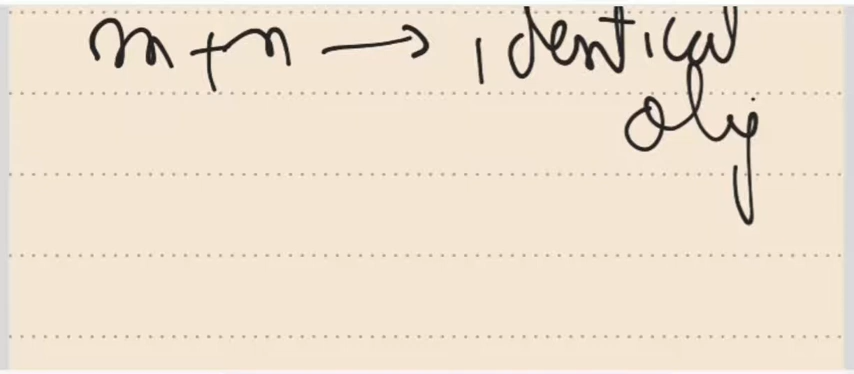 m+n → identical
obj